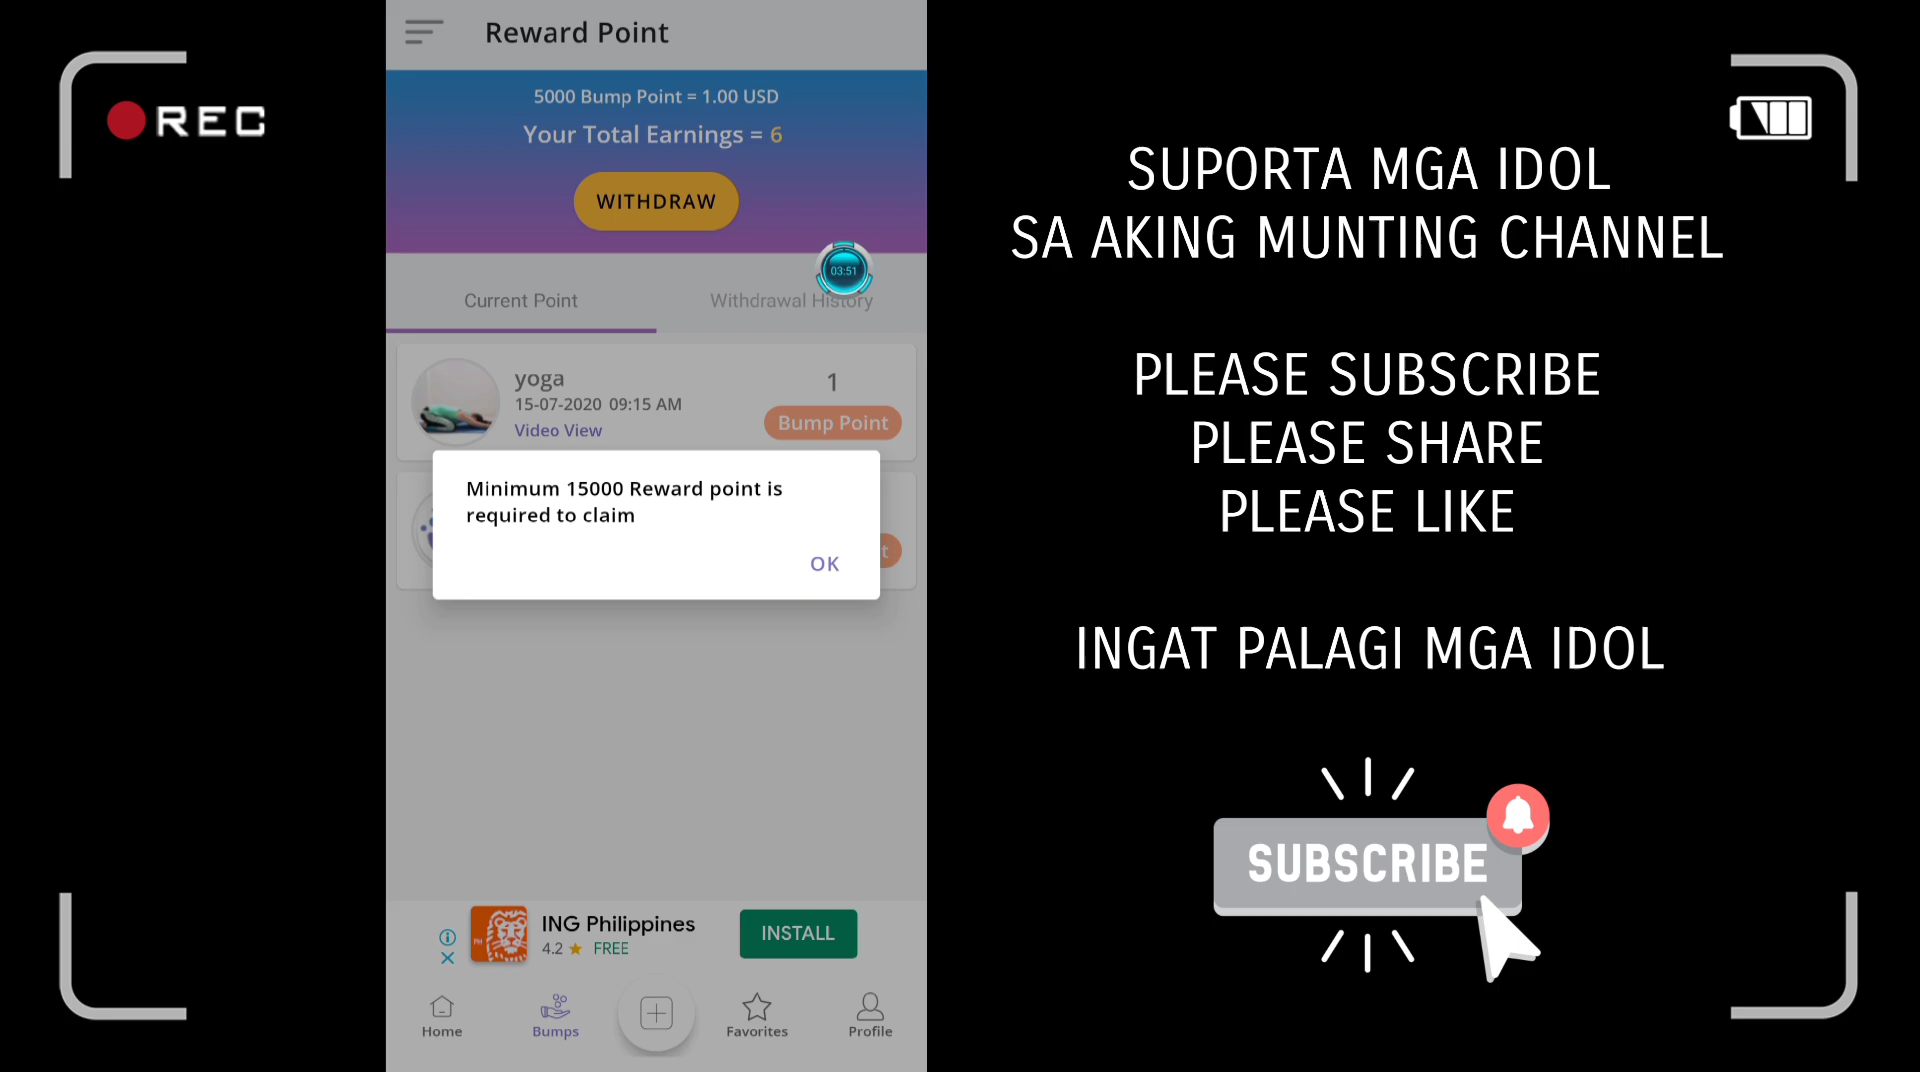 REC
Reward Point
5000 Bump Point = 1.00 USD
Your Total Earnings = 6
WITHDRAW
03:51
Current Point
Withdrawal History
yoga
15-07-2020 09:15 AM
Video View
1
Bump Point
Minimum 15000 Reward point is
required to claim
OK
ING Philippines
4.2 ★ FREE
INSTALL
Home
Bumps
Favorites
Profile
SUPORTA MGA IDOL
SA AKING MUNTING CHANNEL
PLEASE SUBSCRIBE
PLEASE SHARE
PLEASE LIKE
INGAT PALAGI MGA IDOL
SUBSCRIBE